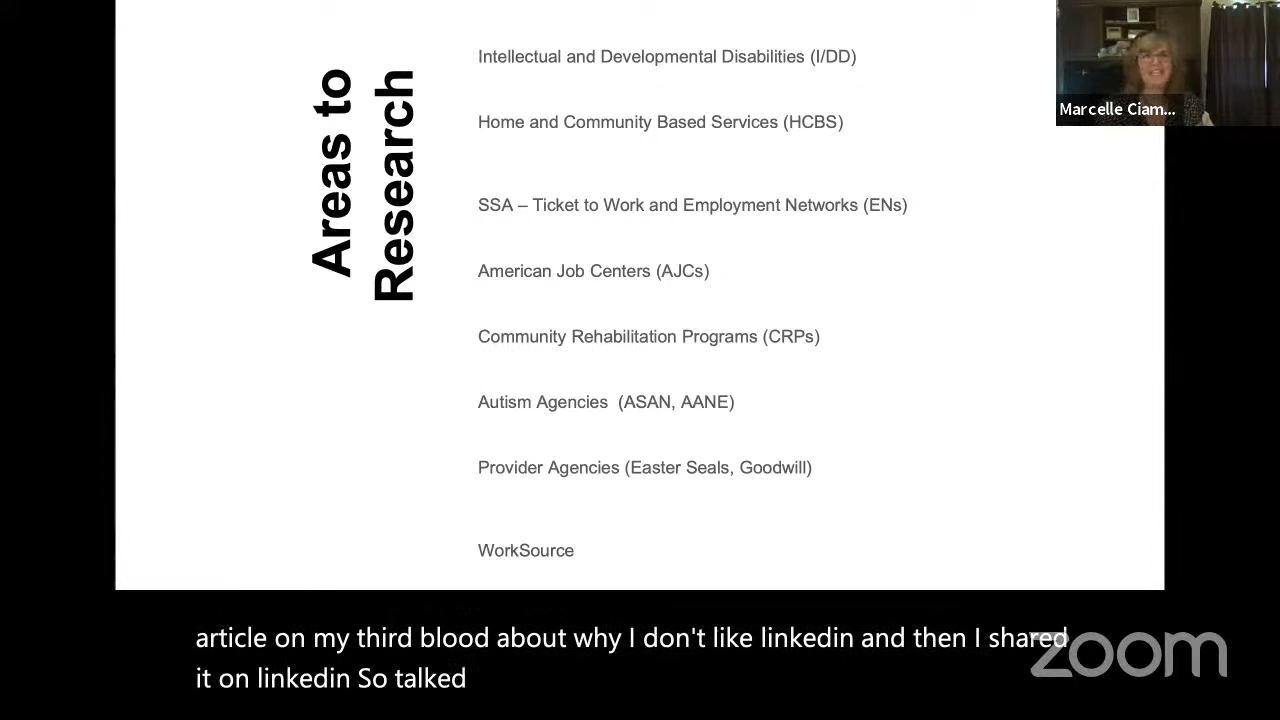 Areas to
Research
Intellectual and Developmental Disabilities (I/DD)
Home and Community Based Services (HCBS)
SSA – Ticket to Work and Employment Networks (ENs)
American Job Centers (AJCs)
Community Rehabilitation Programs (CRPs)
Autism Agencies  (ASAN, AANE)
Provider Agencies (Easter Seals, Goodwill)
WorkSource
Marcelle Ciam...
article on my third blood about why I don't like linkedin and then I shared
it on linkedin So talked
zoom